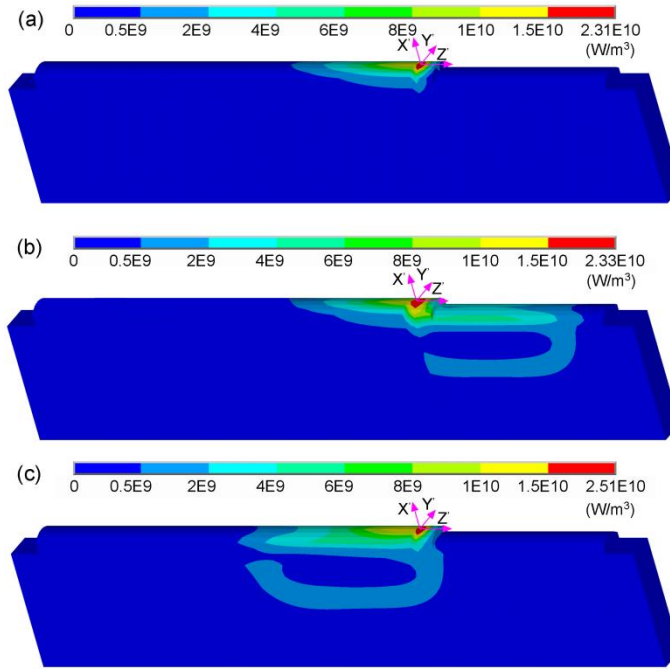 (a)
0 0.5E9 2E9 4E9 6E9 8E9 1E10 1.5E10 2.31E10
(W/m³)
X' Y' Z'
(b)
0 0.5E9 2E9 4E9 6E9 8E9 1E10 1.5E10 2.33E10
(W/m³)
X' Y' Z'
(c)
0 0.5E9 2E9 4E9 6E9 8E9 1E10 1.5E10 2.51E10
(W/m³)
X' Y' Z'